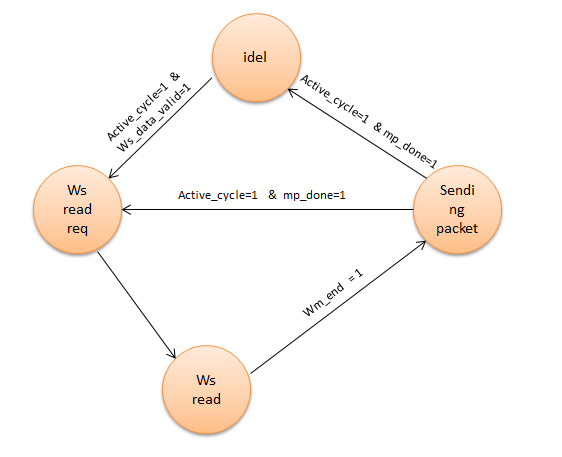 idel
Active_cycle=1 &
Ws_data_valid=1
Active_cycle=1 & mp_done=1
Ws
read
req
Active_cycle=1 & mp_done=1
Sendi
ng
packet
Wm_end = 1
Ws
read